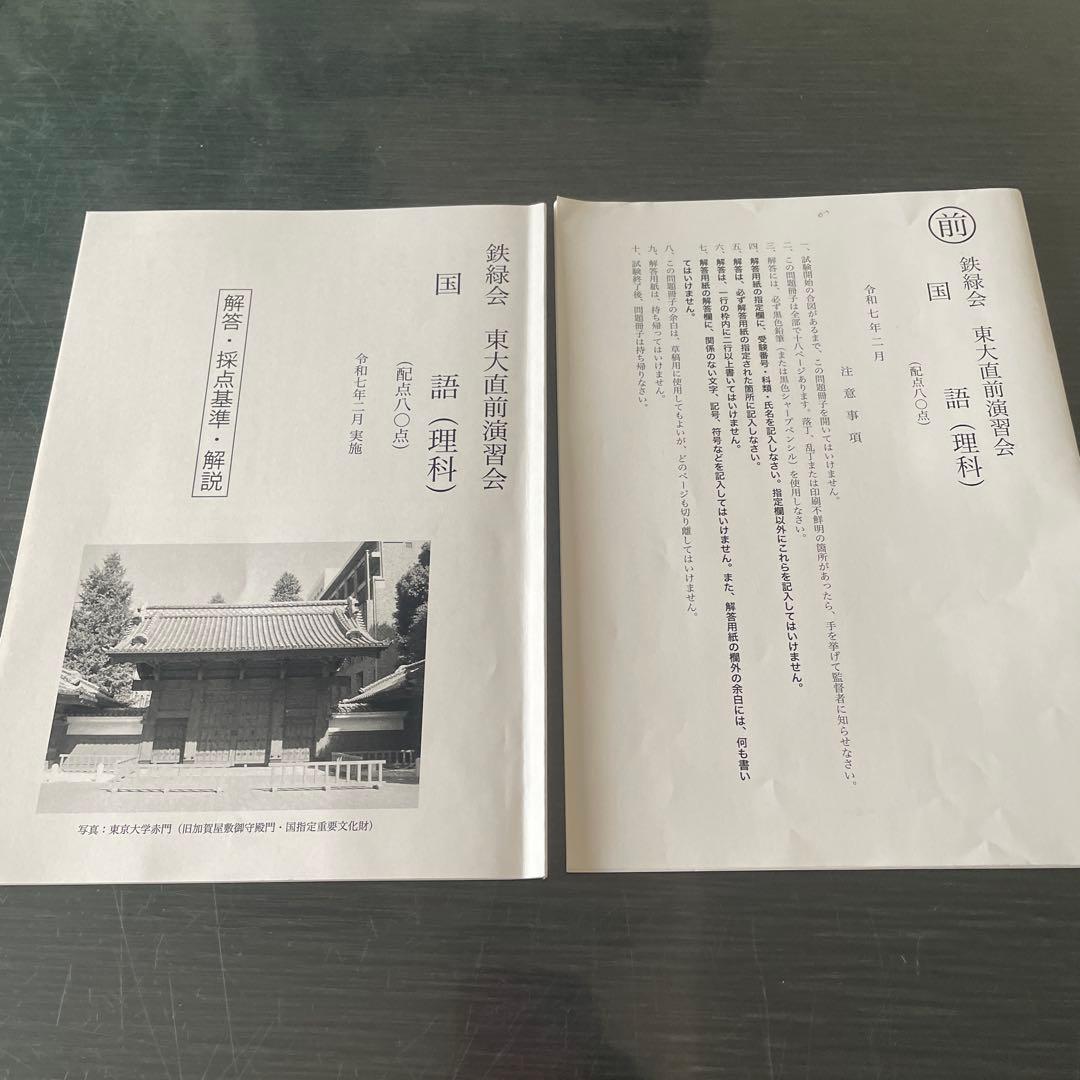 鉄緑会 東大直前演習会
国 語（理科）
（配点八〇点）
令和七年二月 実施
解答・採点基準・解説
写真：東京大学赤門（旧加賀屋敷御守殿門・国指定重要文化財）
前
鉄緑会 東大直前演習会
国 語（理科）
（配点八〇点）
令和七年二月
注意事項
一、試験開始の合図があるまで、この問題冊子を開いてはいけません。
二、この問題冊子は全部で十八ページあります。落丁、乱丁または印刷不鮮明の箇所があったら、手を挙げて監督者に知らせなさい。
三、解答には、必ず黒色鉛筆（または黒色シャープペンシル）を使用しなさい。
四、解答用紙の指定欄に、受験番号・科類・氏名を記入しなさい。指定欄以外にこれらを記入してはいけません。
五、解答は、必ず解答用紙の指定された箇所に記入しなさい。
六、解答は、一行の枠内に二行以上書いてはいけません。
七、解答用紙の解答欄に、関係のない文字、記号、符号などを記入してはいけません。また、解答用紙の欄外の余白には、何も書い
てはいけません。
八、この問題冊子の余白は、草稿用に使用してもよいが、どのページも切り離してはいけません。
九、解答用紙は、持ち帰ってはいけません。
十、試験終了後、問題冊子は持ち帰りなさい。